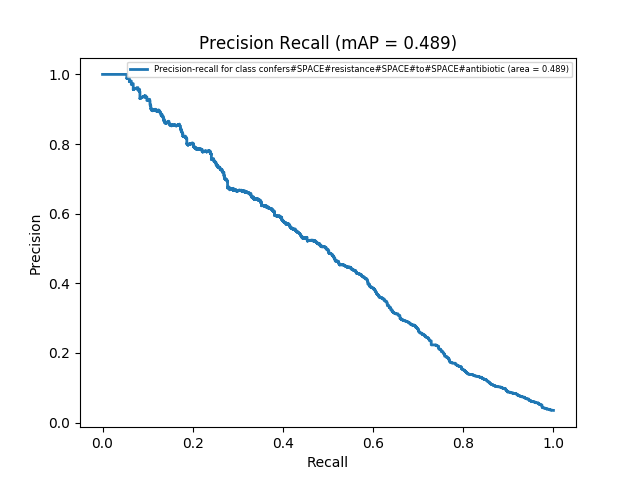 Precision Recall (mAP = 0.489)
Precision-recall for class confers#SPACE#resistance#SPACE#to#SPACE#antibiotic (area = 0.489)
1.0
0.8
0.6
0.4
0.2
0.0
Precision
0.0 0.2 0.4 0.6 0.8 1.0
Recall